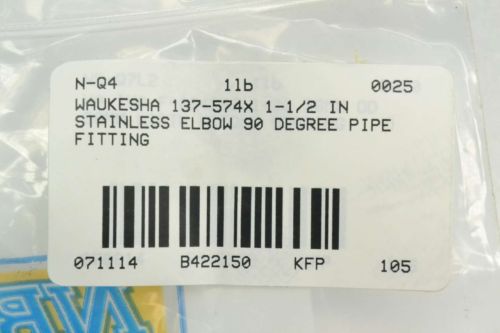 N-Q4 1lb 0025
WAUKESHA 137-574X 1-1/2 IN
STAINLESS ELBOW 90 DEGREE PIPE
FITTING
071114 B422150 KFP 105